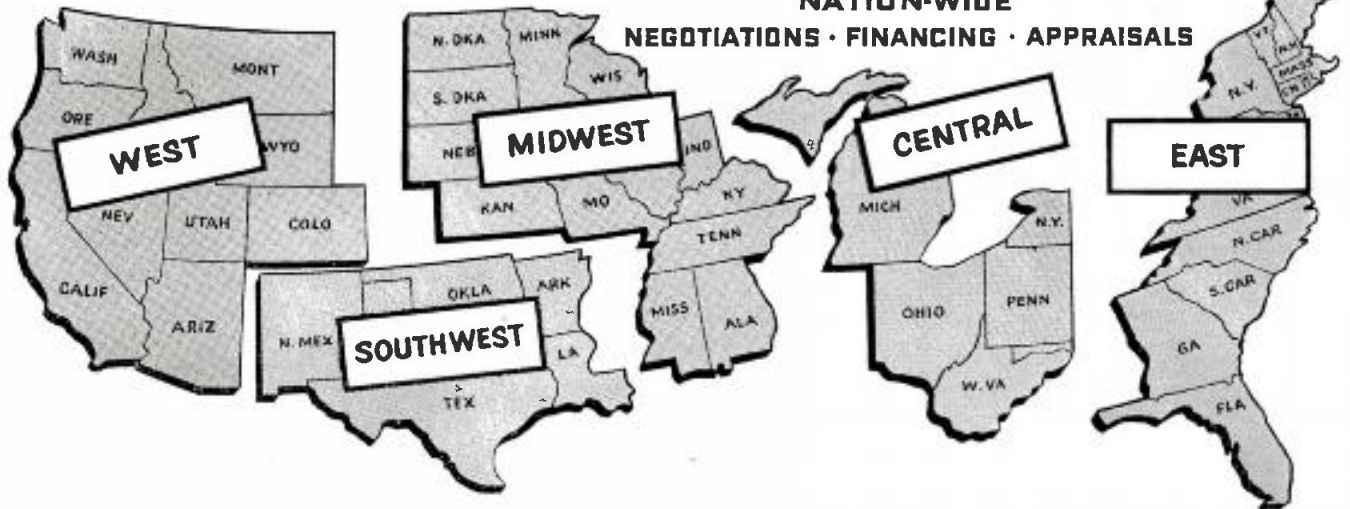 NATION-WIDE
NEGOTIATIONS · FINANCING · APPRAISALS
WEST
WASH
MONT
ORE
WYO
NEV
UTAH
COLO
CALIF
ARIZ
MIDWEST
N. DKA
MINN
WIS
S. DKA
NEB
IND
KAN
MO
KY
TENN
MISS
ALA
SOUTHWEST
OKLA
ARK
N. MEX
LA
TEX
CENTRAL
MICH
N.Y.
OHIO
PENN
W. VA
EAST
VT.
N.H.
MASS
N.Y.
VA
N. CAR
S. CAR
GA
FLA